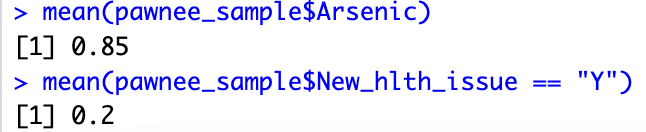 > mean(pawnee_sample$Arsenic)
[1] 0.85
> mean(pawnee_sample$New_hlth_issue == "Y")
[1] 0.2